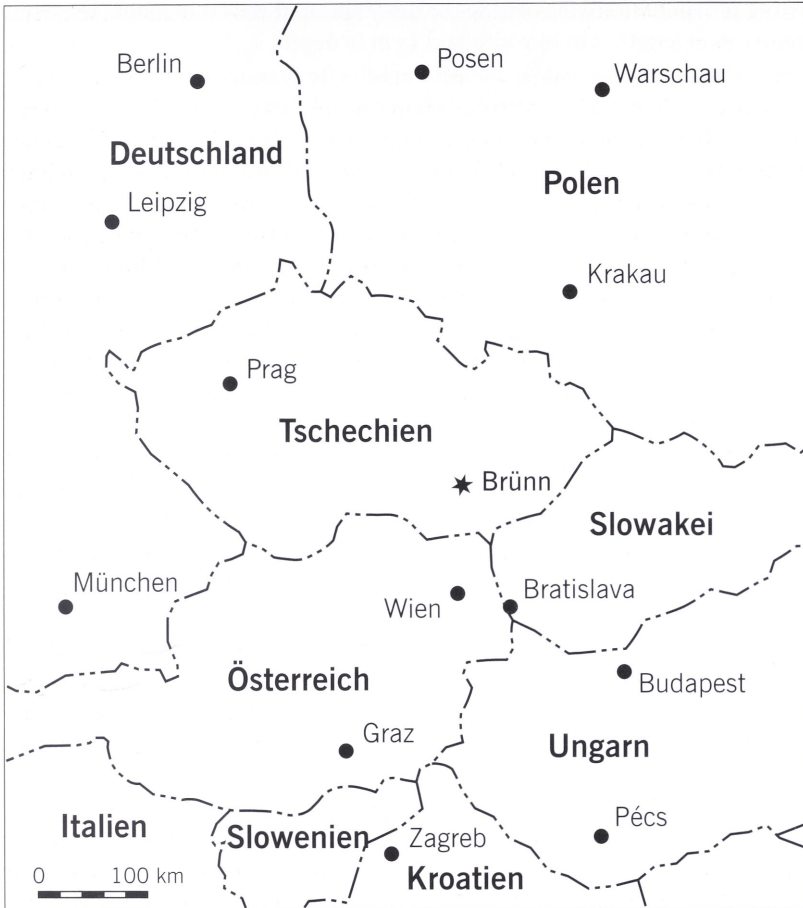 Berlin
Posen
Warschau
Deutschland
Polen
Leipzig
Krakau
Prag
Tschechien
Brünn
Slowakei
München
Wien
Bratislava
Österreich
Budapest
Graz
Ungarn
Italien
Slowenien
Zagreb
Pécs
Kroatien
0 100 km